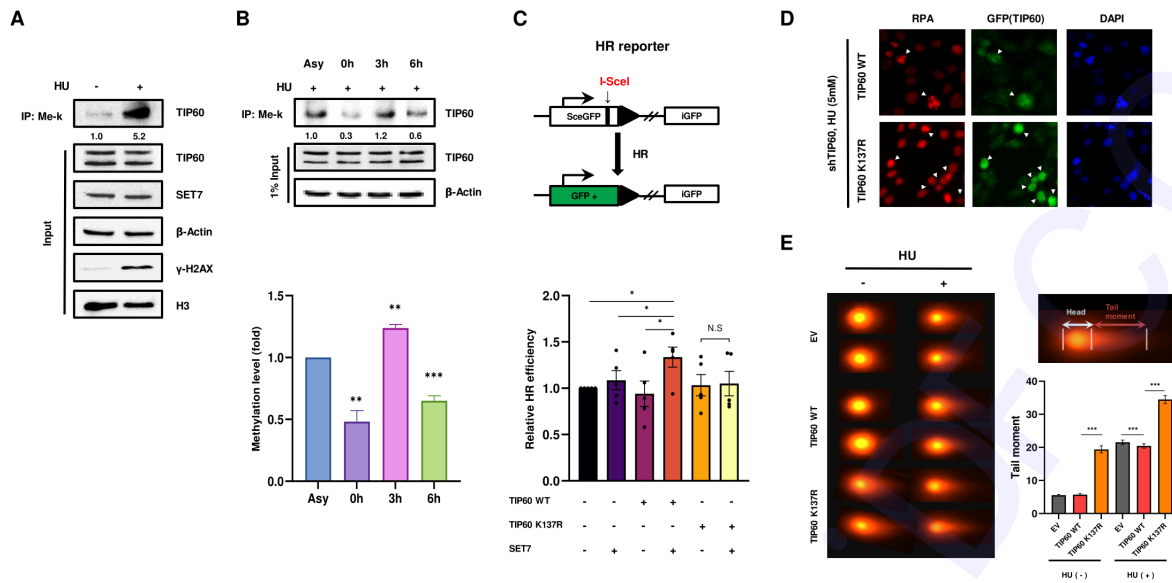 A
HU - +
IP: Me-k TIP60
1.0 5.2
TIP60
SET7
β-Actin
γ-H2AX
H3
Input
B
Asy 0h 3h 6h
HU + + + +
IP: Me-k TIP60
1.0 0.3 1.2 0.6
TIP60
β-Actin
1% Input
Methylation level (fold)
1.5
1.0
0.5
0.0
** ** ***
Asy 0h 3h 6h
C
HR reporter
I-SceI
SceGFP iGFP
HR
GFP + iGFP
Relative HR efficiency
2.0
1.5
1.0
0.5
0.0
*
*
*
N.S
TIP60 WT - - + + - -
TIP60 K137R - - - - + +
SET7 - + - + - +
D
RPA GFP(TIP60) DAPI
shTIP60, HU (5mM)
TIP60 WT
TIP60 K137R
E
HU
- +
EV
TIP60 WT
TIP60 K137R
Head Tail
moment
Tail moment
40
30
20
10
0
*** *** ***
EV TIP60 WT TIP60 K137R EV TIP60 WT TIP60 K137R
HU ( - ) HU ( + )